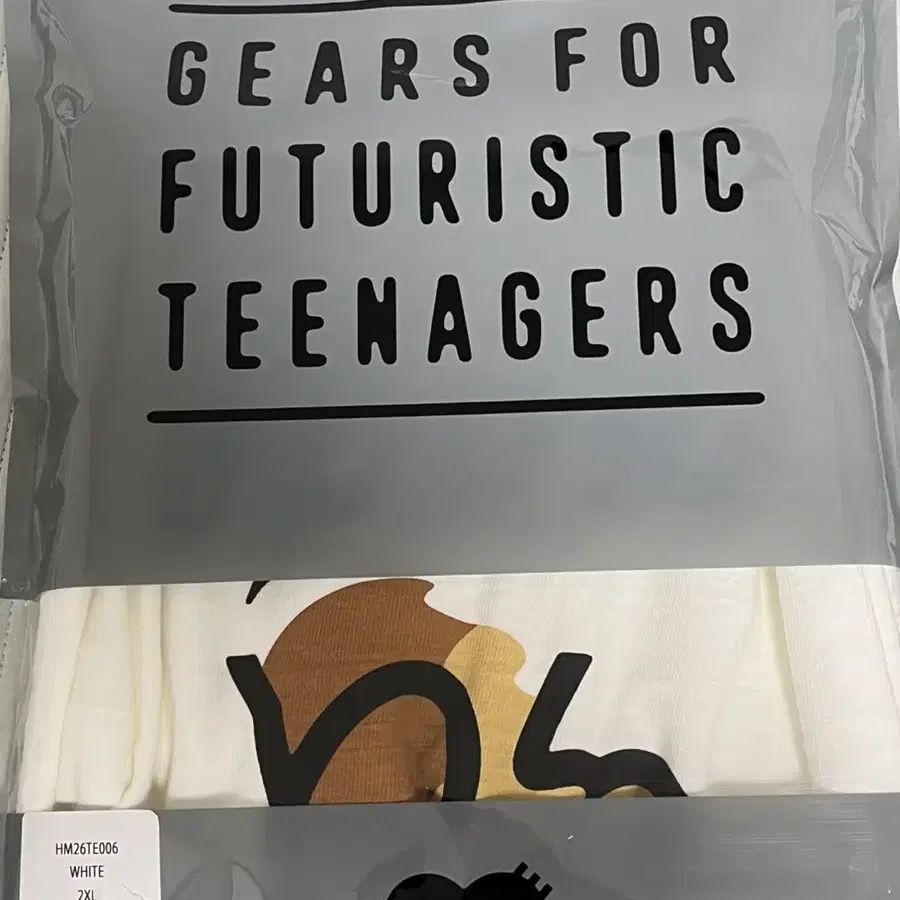 GEARS FOR
FUTURISTIC
TEENAGERS
HM26TE006
WHITE
2XL